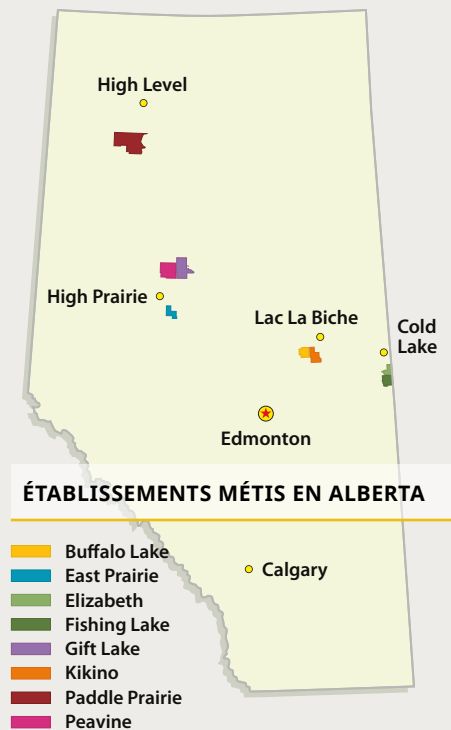 High Level
High Prairie
Lac La Biche
Cold
Lake
Edmonton
ÉTABLISSEMENTS MÉTIS EN ALBERTA
Buffalo Lake
East Prairie
Elizabeth
Fishing Lake
Gift Lake
Kikino
Paddle Prairie
Peavine
Calgary